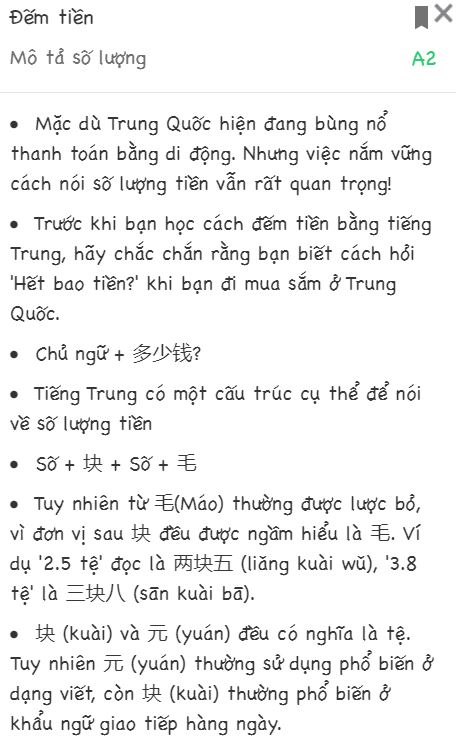 Đếm tiền
Mô tả số lượng
A2
• Mặc dù Trung Quốc hiện đang bùng nổ
thanh toán bằng di động. Nhưng việc nắm vững
cách nói số lượng tiền vẫn rất quan trọng!
• Trước khi bạn học cách đếm tiền bằng tiếng
Trung, hãy chắc chắn rằng bạn biết cách hỏi
'Hết bao tiền?' khi bạn đi mua sắm ở Trung
Quốc.
• Chủ ngữ + 多少钱?
• Tiếng Trung có một cấu trúc cụ thể để nói
về số lượng tiền
• Số + 块 + Số + 毛
• Tuy nhiên từ 毛(Máo) thường được lược bỏ,
vì đơn vị sau 块 đều được ngầm hiểu là 毛. Ví
dụ '2.5 tệ' đọc là 两块五 (liǎng kuài wǔ), '3.8
tệ' là 三块八 (sān kuài bā).
• 块 (kuài) và 元 (yuán) đều có nghĩa là tệ.
Tuy nhiên 元 (yuán) thường sử dụng phổ biến ở
dạng viết, còn 块 (kuài) thường phổ biến ở
khẩu ngữ giao tiếp hàng ngày.